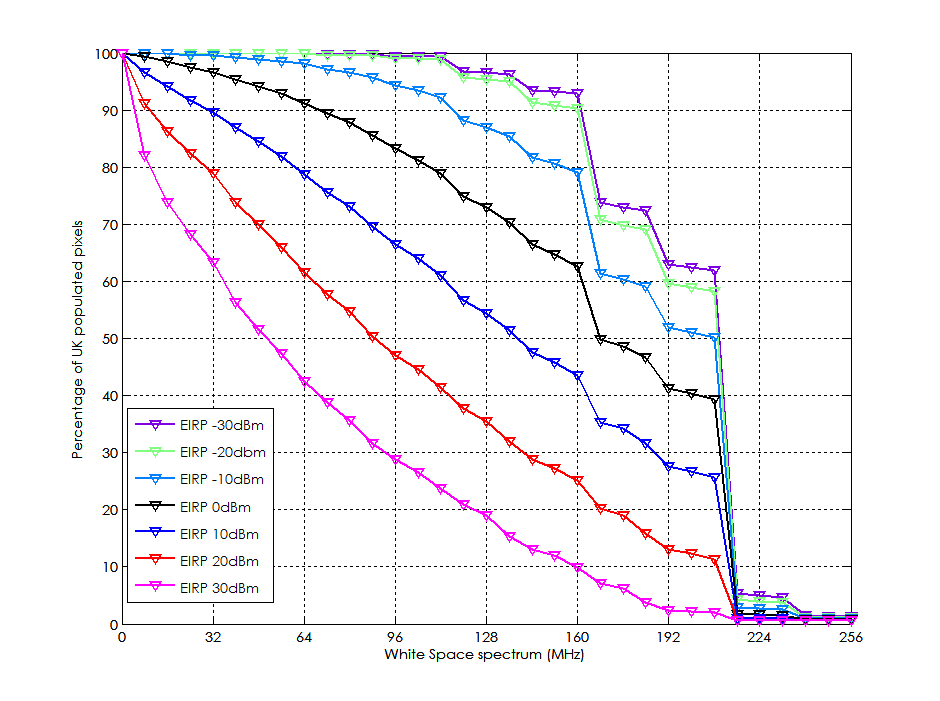 100
90
80
70
60
50
40
30
20
10
0
Percentage of UK populated pixels
EIRP -30dBm
EIRP -20dbm
EIRP -10dBm
EIRP 0dBm
EIRP 10dBm
EIRP 20dBm
EIRP 30dBm
0 32 64 96 128 160 192 224 256
White Space spectrum (MHz)